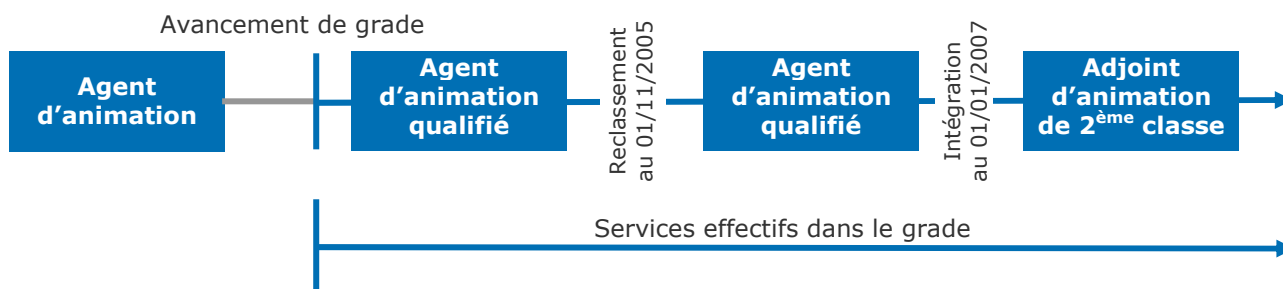 Avancement de grade
Agent
d’animation
Agent
d’animation
qualifié
Reclassement
au 01/11/2005
Agent
d’animation
qualifié
Intégration
au 01/01/2007
Adjoint
d’animation
de 2ème classe
Services effectifs dans le grade